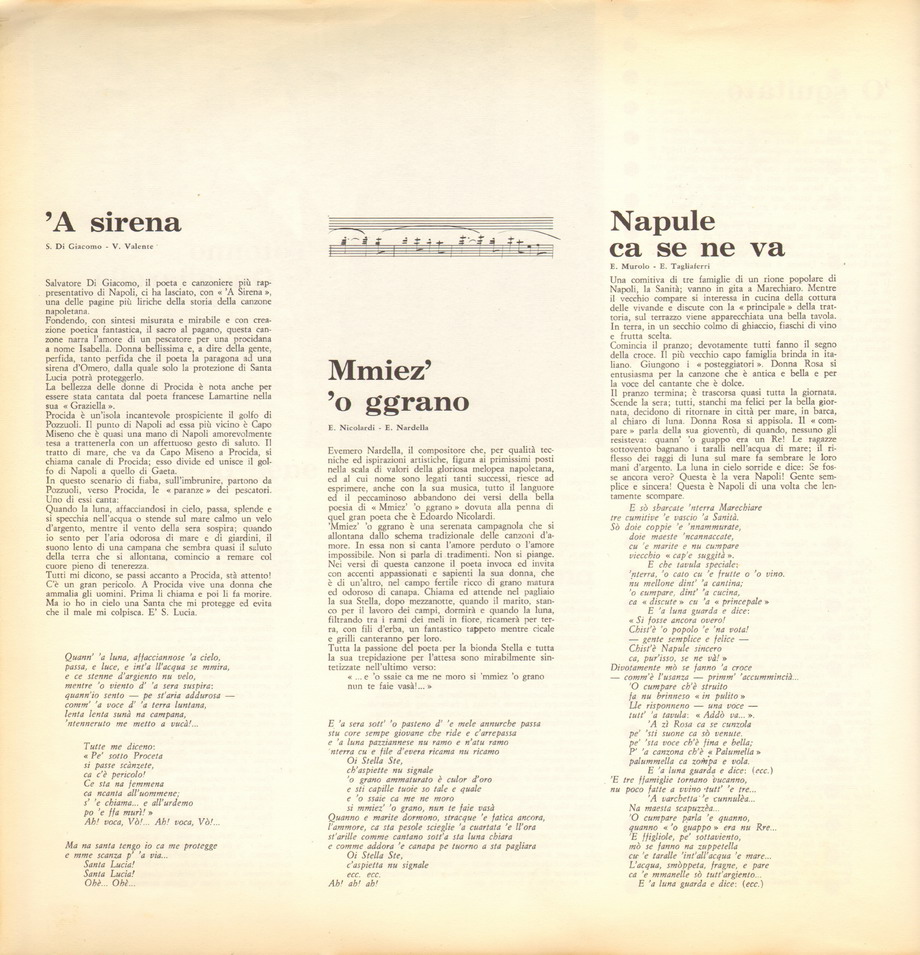 'A sirena
S. Di Giacomo - V. Valente
Salvatore Di Giacomo, il poeta e canzoniere più rap-
presentativo di Napoli, ci ha lasciato, con « 'A Sirena »,
una delle pagine più liriche della storia della canzone
napoletana.
Fondendo, con sintesi misurata e mirabile e con crea-
zione poetica fantastica, il sacro al pagano, questa can-
zone narra l'amore di un pescatore per una procidana
a nome Isabella. Donna bellissima e, a dire della gente,
perfida, tanto perfida che il poeta la paragona ad una
sirena d'Omero, dalla quale solo la protezione di Santa
Lucia potrà proteggerlo.
La bellezza delle donne di Procida è nota anche per
essere stata cantata dal poeta francese Lamartine nella
sua « Graziella ».
Procida è un'isola incantevole prospiciente il golfo di
Pozzuoli. Il punto di Napoli ad essa più vicino è Capo
Miseno che è quasi una mano di Napoli amorevolmente
tesa a trattenerla con un affettuoso gesto di saluto. Il
tratto di mare, che va da Capo Miseno a Procida, si
chiama canale di Procida; esso divide ed unisce il gol-
fo di Napoli a quello di Gaeta.
In questo scenario di fiaba, sull'imbrunire, partono da
Pozzuoli, verso Procida, le « paranze » dei pescatori.
Uno di essi canta:
Quando la luna, affacciandosi in cielo, passa, splende e
si specchia nell'acqua o stende sul mare calmo un velo
d'argento, mentre il vento della sera sospira; quando
io sento per l'aria odorosa di mare e di giardini, il
suono lento di una campana che sembra quasi il saluto
della terra che si allontana, comincio a remare col
cuore pieno di tenerezza.
Tutti mi dicono, se passi accanto a Procida, stà attento!
C'è un gran pericolo. A Procida vive una donna che
ammalia gli uomini. Prima li chiama e poi li fa morire.
Ma io ho in cielo una Santa che mi protegge ed evita
che il male mi colpisca. E' S. Lucia.
Quann' 'a luna, affacciannose 'a cielo,
passa, e luce, e int'a ll'acqua se mmira,
e ce stenne d'argiento nu velo,
mentre 'o viento d' 'a sera suspira:
quann'io sento — pe st'aria addurosa —
comm' 'a voce d' 'a terra luntana,
lenta lenta sunà na campana,
'ntenneruto me metto a vucà!...
Tutte me diceno:
« Pe' sotto Proceta
si passe scànzete,
ca c'è pericolo!
Ce sta na femmena
ca ncanta all'uommene;
s' 'e chiama... e all'urdemo
po 'e ffa murì! »
Ah! voca, Vò!... Ah! voca, Vò!...
Ma na santa tengo io ca me protegge
e mme scanza p' 'a via...
Santa Lucia!
Santa Lucia!
Ohè... Ohè...
Mmiez'
'o ggrano
E. Nicolardi - E. Nardella
Evemero Nardella, il compositore che, per qualità tec-
niche ed ispirazioni artistiche, figura ai primissimi posti
nella scala di valori della gloriosa melopea napoletana,
ed al cui nome sono legati tanti successi, riesce ad
esprimere, anche con la sua musica, tutto il languore
ed il peccaminoso abbandono dei versi della bella
poesia di « Mmiez' 'o ggrano » dovuta alla penna di
quel gran poeta che è Edoardo Nicolardi.
'Mmiez' 'o ggrano è una serenata campagnola che si
allontana dallo schema tradizionale delle canzoni d'a-
more. In essa non si canta l'amore perduto o l'amore
impossibile. Non si parla di tradimenti. Non si piange.
Nei versi di questa canzone il poeta invoca ed invita
con accenti appassionati e sapienti la sua donna, che
è di un'altro, nel campo fertile ricco di grano matura
ed odoroso di canapa. Chiama ed attende nel pagliaio
la sua Stella, dopo mezzanotte, quando il marito, stan-
co per il lavoro dei campi, dormirà e quando la luna,
filtrando tra i rami dei meli in fiore, ricamerà per ter-
ra, con fili d'erba, un fantastico tappeto mentre cicale
e grilli canteranno per loro.
Tutta la passione del poeta per la bionda Stella e tutta
la sua trepidazione per l'attesa sono mirabilmente sin-
tetizzate nell'ultimo verso:
« ... e 'o ssaie ca me ne moro si 'mmiez 'o grano
nun te faie vasà!... »
E 'a sera sott' 'o pasteno d' 'e mele annurche passa
stu core sempe giovane che ride e c'arrepassa
e 'a luna pazziannese nu ramo e n'atu ramo
'nterra cu e file d'evera ricama nu ricamo
Oi Stella Ste,
ch'aspiette nu signale
'o grano ammaturato è culor d'oro
e sti capille tuoie so tale e quale
e 'o ssaie ca me ne moro
si mmiez' 'o grano, nun te faie vasà
Quanno e marite dormono, stracque 'e fatica ancora,
l'ammore, ca sta pesole scieglie 'a cuartata 'e ll'ora
st'arille comme cantano sott'a sta luna chiara
e comme addora 'e canapa pe tuorno a sta pagliara
Oi Stella Ste,
c'aspietta nu signale
ecc. ecc.
Ah! ah! ah!
Napule
ca se ne va
E. Murolo - E. Tagliaferri
Una comitiva di tre famiglie di un rione popolare di
Napoli, la Sanità; vanno in gita a Marechiaro. Mentre
il vecchio compare si interessa in cucina della cottura
delle vivande e discute con la « principale » della trat-
toria, sul terrazzo viene apparecchiata una bella tavola.
In terra, in un secchio colmo di ghiaccio, fiaschi di vino
e frutta scelta.
Comincia il pranzo; devotamente tutti fanno il segno
della croce. Il più vecchio capo famiglia brinda in ita-
liano. Giungono i « posteggiatori ». Donna Rosa si
entusiasma per la canzone che è antica e bella e per
la voce del cantante che è dolce.
Il pranzo termina; è trascorsa quasi tutta la giornata.
Scende la sera; tutti, stanchi ma felici per la bella gior-
nata, decidono di ritornare in città per mare, in barca,
al chiaro di luna. Donna Rosa si appisola. Il « com-
pare » parla della sua gioventù, di quando, nessuno gli
resisteva: quann' 'o guappo era un Re! Le ragazze
sottovento bagnano i taralli nell'acqua di mare; il ri-
flesso dei raggi di luna sul mare fa sembrare le loro
mani d'argento. La luna in cielo sorride e dice: Se fos-
se ancora vero? Questa è la vera Napoli! Gente sem-
plice e sincera! Questa è Napoli di una volta che len-
tamente scompare.
E sò sbarcate 'nterra Marechiare
tre cumitive 'e vascio 'a Sanità.
Sò doie coppie 'e 'nnammurate,
doie maeste 'ncannaccate,
cu 'e marite e nu cumpare
viecchio « cap'e suggità ».
E che tavula speciale:
'nterra, 'o cato cu 'e frutte o 'o vino.
nu mellone dint' 'a cantina;
'o cumpare, dint' 'a cucina,
ca « discute » cu 'a « princepale »
E 'a luna guarda e dice:
« Si fosse ancora overo!
Chist'è 'o popolo 'e 'na vota!
— gente semplice e felice —
Chist'è Napule sincero
ca, pur'isso, se ne và! »
Divotamente mò se fanno 'a croce
— comm'è l'usanza — primm' 'accummincià...
'O cumpare ch'è struito
fa nu brinneso « in pulito »
Lle risponneno — una voce —
tutt' 'a tavula: « Addò va... ».
'A zì Rosa ca se cunzola
pe' 'sti suone ca sò venute.
pe' 'sta voce ch'è fina e bella;
P' 'a canzona ch'è « Palumella »
palummella ca zompa e vola.
E 'a luna guarda e dice: (ecc.)
'E tre ffamiglie tornano vucanno,
nu poco fatte a vvino tutt' 'e tre...
'A varchetta 'e cunnulèa...
Na maesta scapuzzèa...
'O cumpare parla 'e quanno,
quanno « 'o guappo » era nu Rre...
'E ffigliole, pe' sottaviento,
mò se fanno na zuppetella
cu 'e taralle 'int'all'acqua 'e mare...
L'acqua, smòppeta, fragne, e pare
ca 'e mmanelle sò tutt'argiento...
E 'a luna guarda e dice: (ecc.)